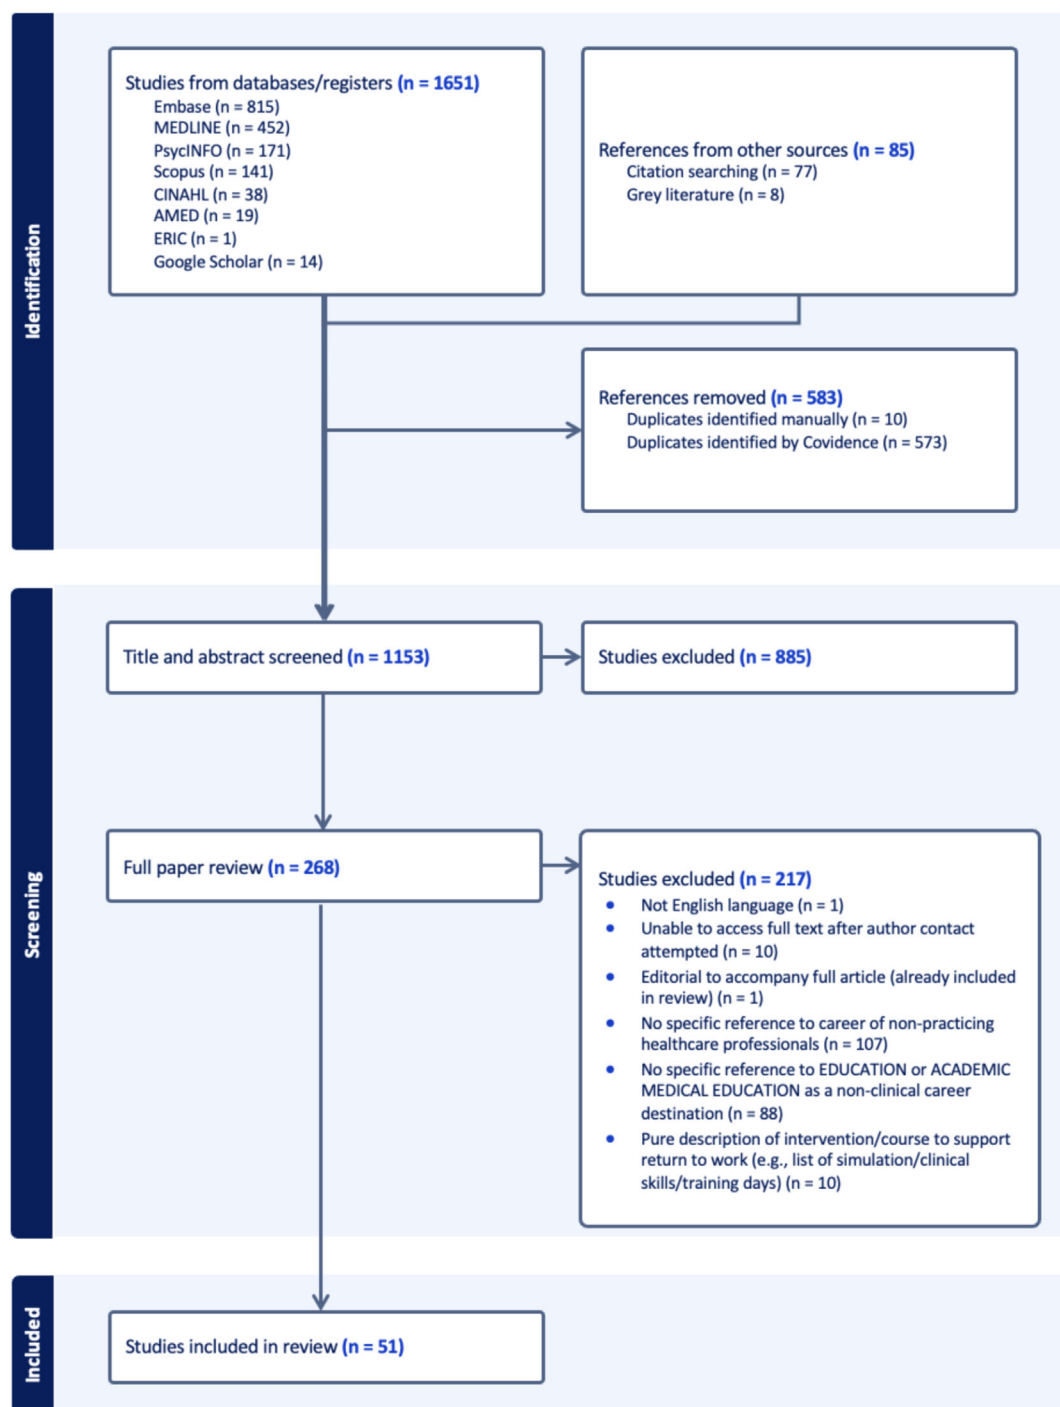 Identification
Studies from databases/registers (n = 1651)
Embase (n = 815)
MEDLINE (n = 452)
PsycINFO (n = 171)
Scopus (n = 141)
CINAHL (n = 38)
AMED (n = 19)
ERIC (n = 1)
Google Scholar (n = 14)
References from other sources (n = 85)
Citation searching (n = 77)
Grey literature (n = 8)
References removed (n = 583)
Duplicates identified manually (n = 10)
Duplicates identified by Covidence (n = 573)
Screening
Title and abstract screened (n = 1153)
Studies excluded (n = 885)
Full paper review (n = 268)
Studies excluded (n = 217)
• Not English language (n = 1)
• Unable to access full text after author contact
attempted (n = 10)
• Editorial to accompany full article (already included
in review) (n = 1)
• No specific reference to career of non-practicing
healthcare professionals (n = 107)
• No specific reference to EDUCATION or ACADEMIC
MEDICAL EDUCATION as a non-clinical career
destination (n = 88)
• Pure description of intervention/course to support
return to work (e.g., list of simulation/clinical
skills/training days) (n = 10)
Included
Studies included in review (n = 51)